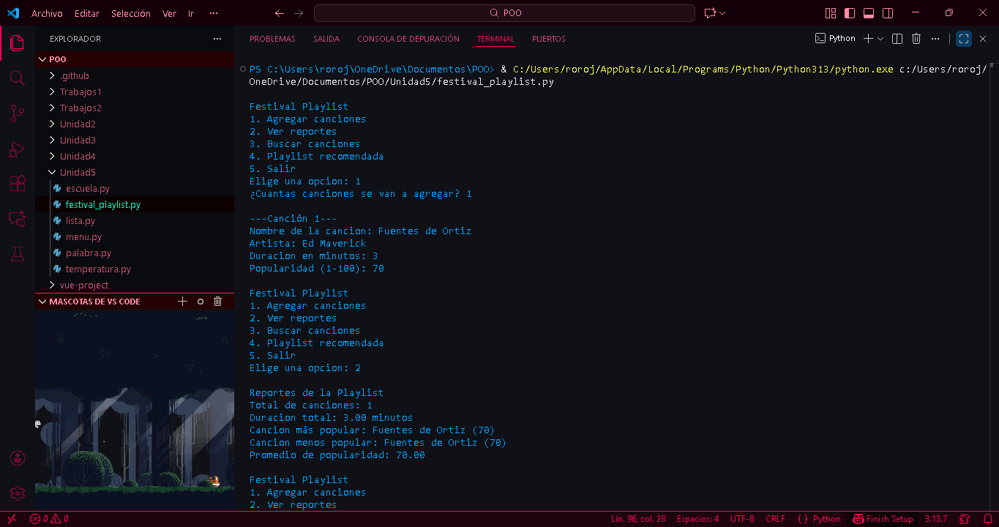 Archivo Editar Selección Ver Ir ···
POO
EXPLORADOR ···
POO
.github
Trabajos1
Trabajos2
Unidad2
Unidad3
Unidad4
Unidad5
escuela.py
festival_playlist.py
lista.py
menu.py
palabra.py
temperatura.py
vue-project
MASCOTAS DE VS CODE
PROBLEMAS SALIDA CONSOLA DE DEPURACIÓN TERMINAL PUERTOS
Python
PS C:\Users\roroj\OneDrive\Documentos\POO> & C:/Users/roroj/AppData/Local/Programs/Python/Python313/python.exe c:/Users/roroj/
OneDrive/Documentos/POO/Unidad5/festival_playlist.py
Festival Playlist
1. Agregar canciones
2. Ver reportes
3. Buscar canciones
4. Playlist recomendada
5. Salir
Elige una opcion: 1
¿Cuantas canciones se van a agregar? 1
---Canción 1---
Nombre de la cancion: Fuentes de Ortiz
Artista: Ed Maverick
Duracion en minutos: 3
Popularidad (1-100): 70
Festival Playlist
1. Agregar canciones
2. Ver reportes
3. Buscar canciones
4. Playlist recomendada
5. Salir
Elige una opcion: 2
Reportes de la Playlist
Total de canciones: 1
Duracion total: 3.00 minutos
Cancion más popular: Fuentes de Ortiz (70)
Cancion menos popular: Fuentes de Ortiz (70)
Promedio de popularidad: 70.00
Festival Playlist
1. Agregar canciones
2. Ver reportes
0 0 Lín. 96, col. 28 Espacios: 4 UTF-8 CRLF {} Python Finish Setup 3.13.7